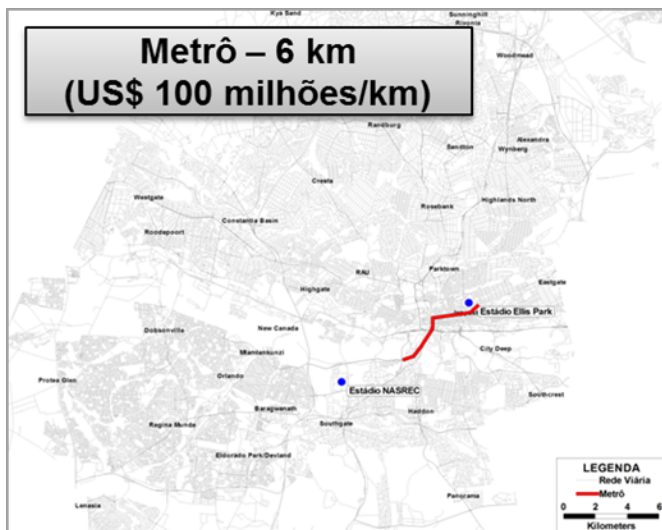 Metrô – 6 km
(US$ 100 milhões/km)
Kya Sand
Sunninghill
Rivonia
Woodmead
Randburg
Alexandra
Sandton
Wynberg
Cresta
Westgate
Rosebank
Highlands North
Constantia Basin
Roodepoort
RAU
Parktown
Highgate
Eastgate
Estádio Ellis Park
Dobsonville
New Canada
City Deep
Mlamlankunzi
Protea Glen
Orlando
Estádio NASREC
Southcrest
Baragwanath
Haddon
Regina Munde
Southgate
Eldorado Park/Devland
Panorama
Lenasia
LEGENDA
Rede Viária
Metrô
0 2 4 6
Kilometers